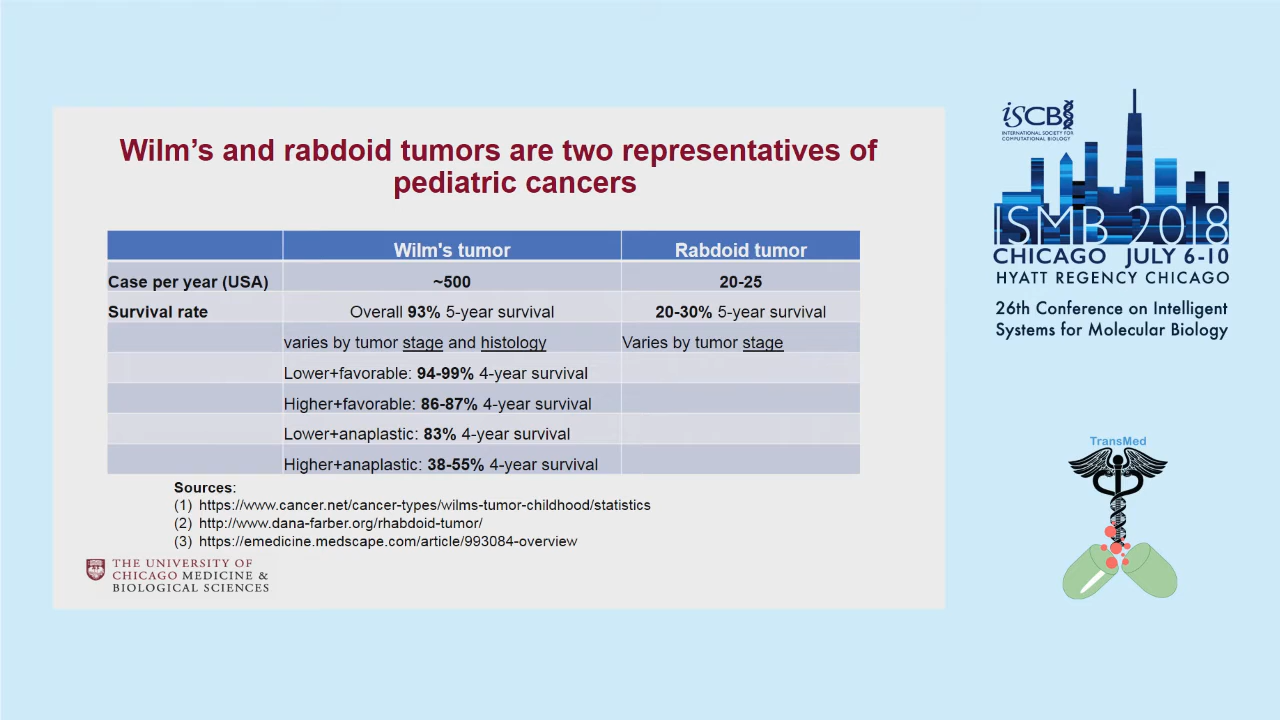 Wilm's and rabdoid tumors are two representatives of
pediatric cancers
Wilm's tumor Rabdoid tumor
Case per year (USA) ~500 20-25
Survival rate Overall 93% 5-year survival 20-30% 5-year survival
varies by tumor stage and histology Varies by tumor stage
Lower+favorable: 94-99% 4-year survival
Higher+favorable: 86-87% 4-year survival
Lower+anaplastic: 83% 4-year survival
Higher+anaplastic: 38-55% 4-year survival
Sources:
(1) https://www.cancer.net/cancer-types/wilms-tumor-childhood/statistics
(2) http://www.dana-farber.org/rhabdoid-tumor/
(3) https://emedicine.medscape.com/article/993084-overview
THE UNIVERSITY OF
CHICAGO MEDICINE &
BIOLOGICAL SCIENCES
iSCB
INTERNATIONAL SOCIETY FOR
COMPUTATIONAL BIOLOGY
ISMB 2018
CHICAGO JULY 6-10
HYATT REGENCY CHICAGO
26th Conference on Intelligent
Systems for Molecular Biology
TransMed